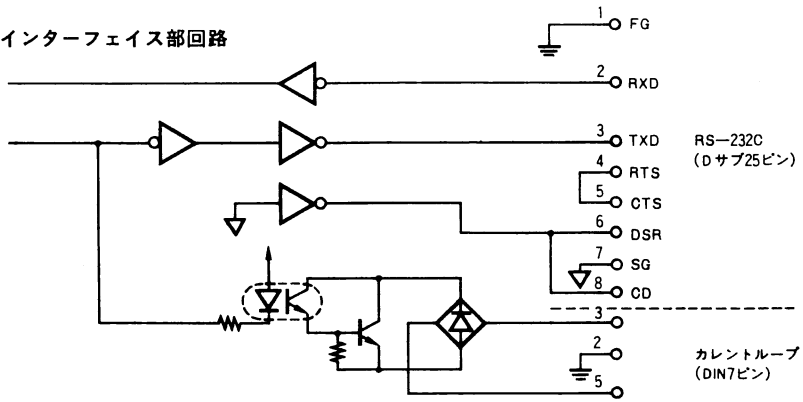 インターフェイス部回路
1 FG
2 RXD
3 TXD
4 RTS
5 CTS
6 DSR
7 SG
8 CD
RS−232C
(Dサブ25ピン)
3
2
5
カレントループ
(DIN7ピン)